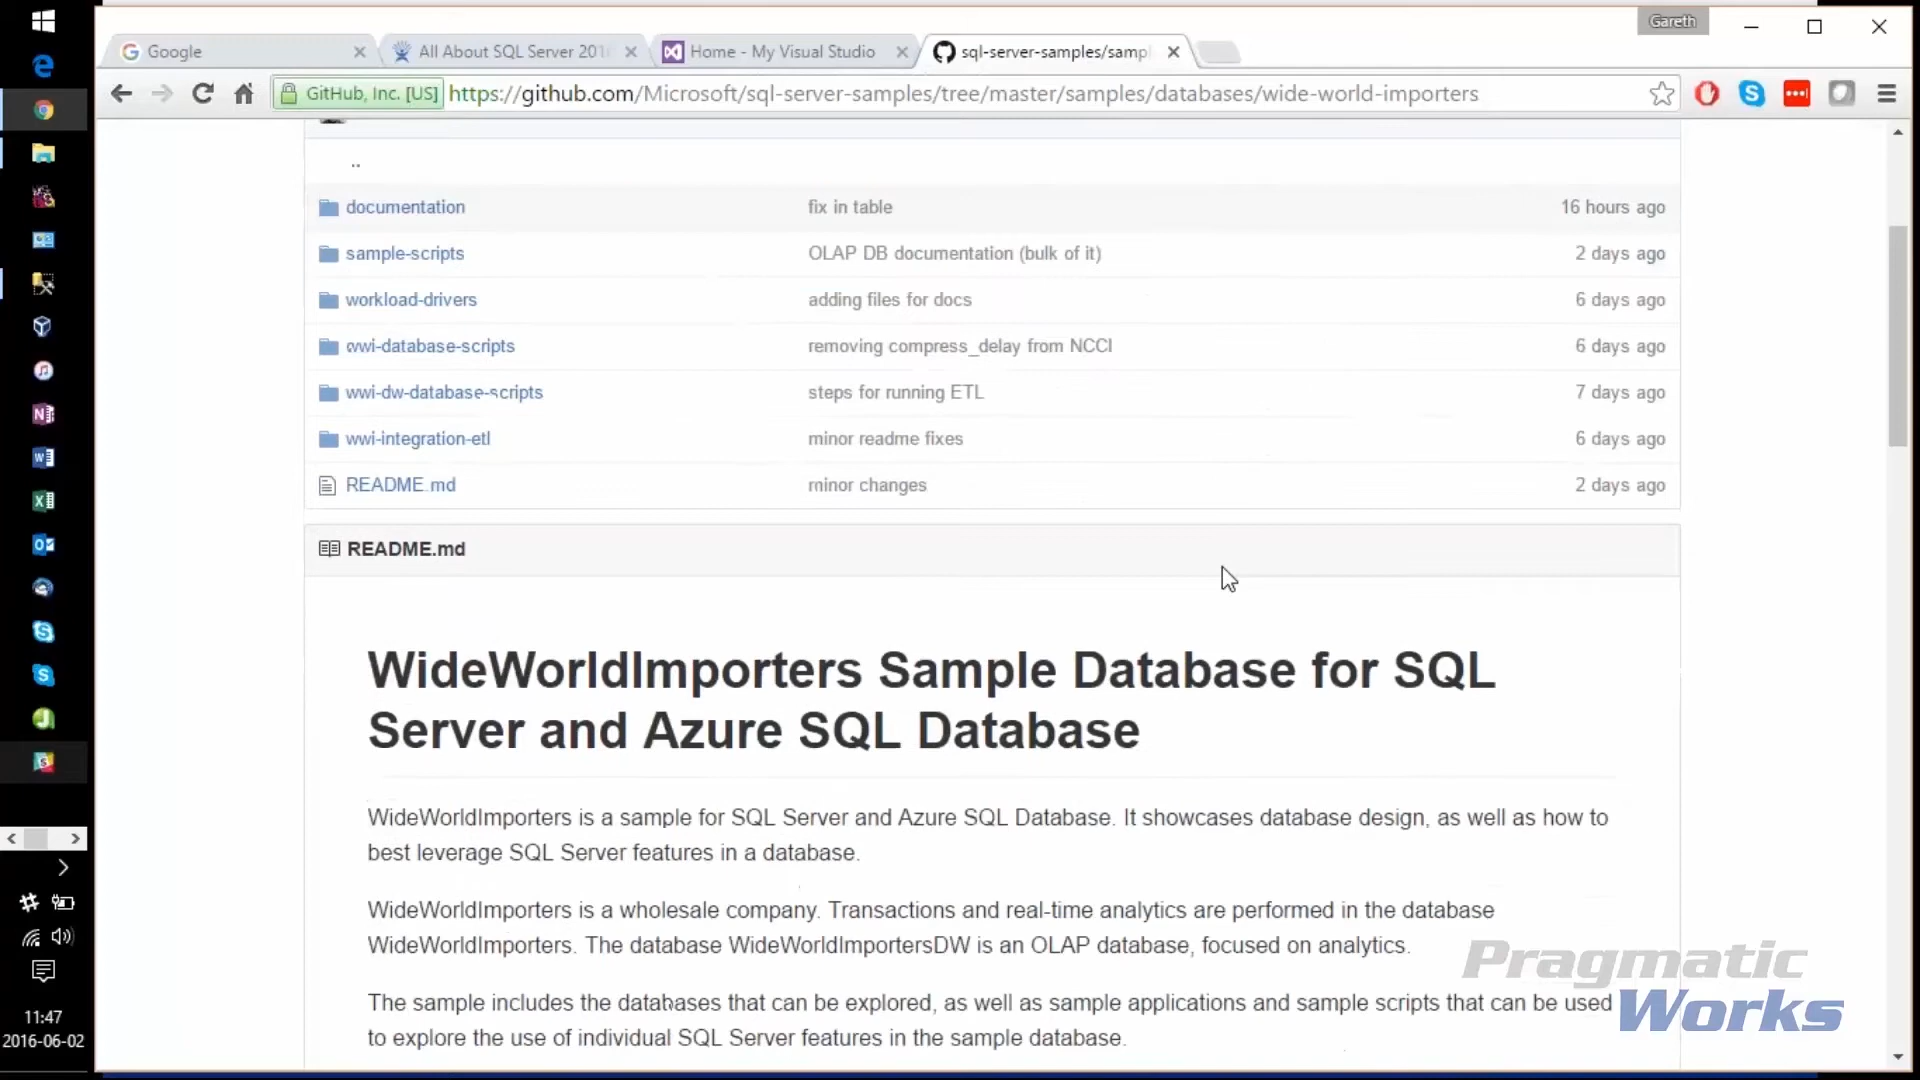 Gareth
Google
All About SQL Server 201
Home - My Visual Studio
sql-server-samples/sampl
GitHub, Inc. [US]
https://github.com/Microsoft/sql-server-samples/tree/master/samples/databases/wide-world-importers
..
documentation fix in table 16 hours ago
sample-scripts OLAP DB documentation (bulk of it) 2 days ago
workload-drivers adding files for docs 6 days ago
wwi-database-scripts removing compress_delay from NCCI 6 days ago
wwi-dw-database-scripts steps for running ETL 7 days ago
wwi-integration-etl minor readme fixes 6 days ago
README.md minor changes 2 days ago
README.md
WideWorldImporters Sample Database for SQL
Server and Azure SQL Database
WideWorldImporters is a sample for SQL Server and Azure SQL Database. It showcases database design, as well as how to
best leverage SQL Server features in a database.
WideWorldImporters is a wholesale company. Transactions and real-time analytics are performed in the database
WideWorldImporters. The database WideWorldImportersDW is an OLAP database, focused on analytics.
The sample includes the databases that can be explored, as well as sample applications and sample scripts that can be used
to explore the use of individual SQL Server features in the sample database.
Pragmatic
Works
11:47
2016-06-02